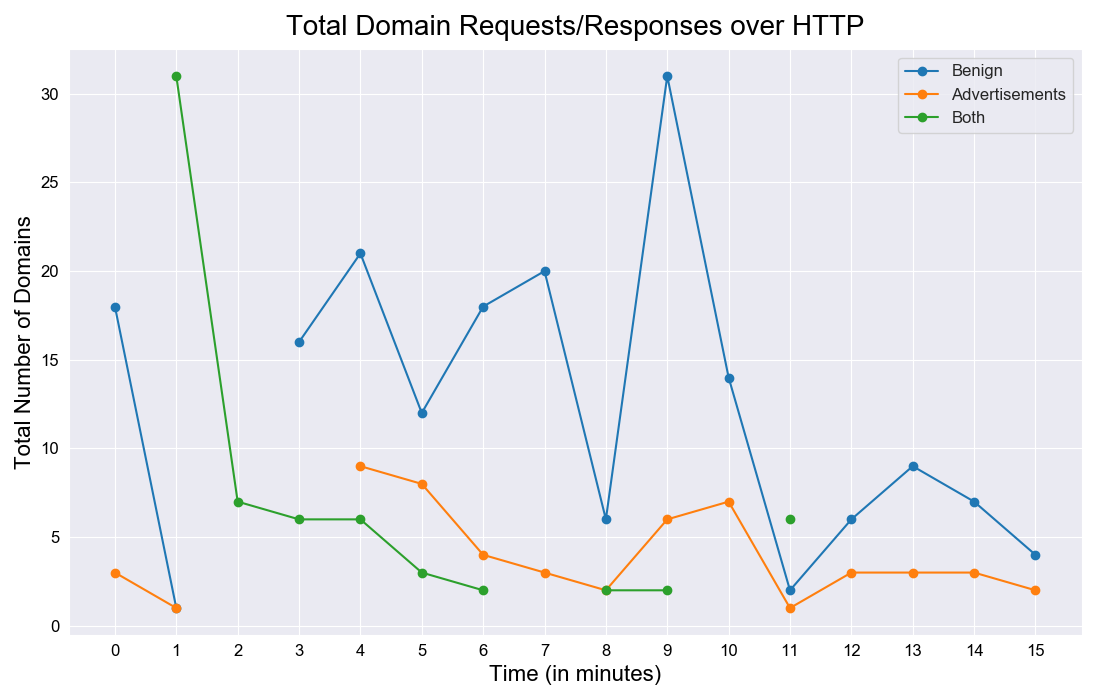 Total Domain Requests/Responses over HTTP
Benign
Advertisements
Both
Total Number of Domains
30
25
20
15
10
5
0
0 1 2 3 4 5 6 7 8 9 10 11 12 13 14 15
Time (in minutes)